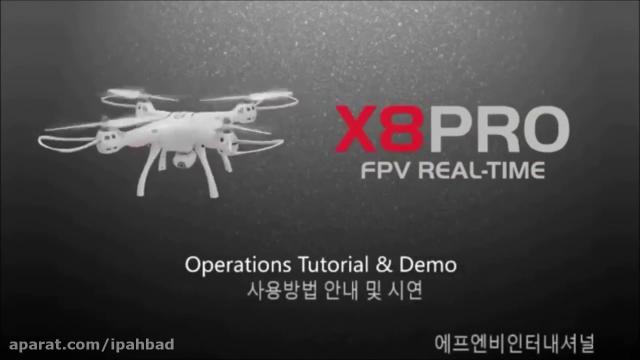 X8PRO
FPV REAL-TIME
Operations Tutorial & Demo
사용방법 안내 및 시연
에프엔비인터내셔널
aparat.com/ipahbad